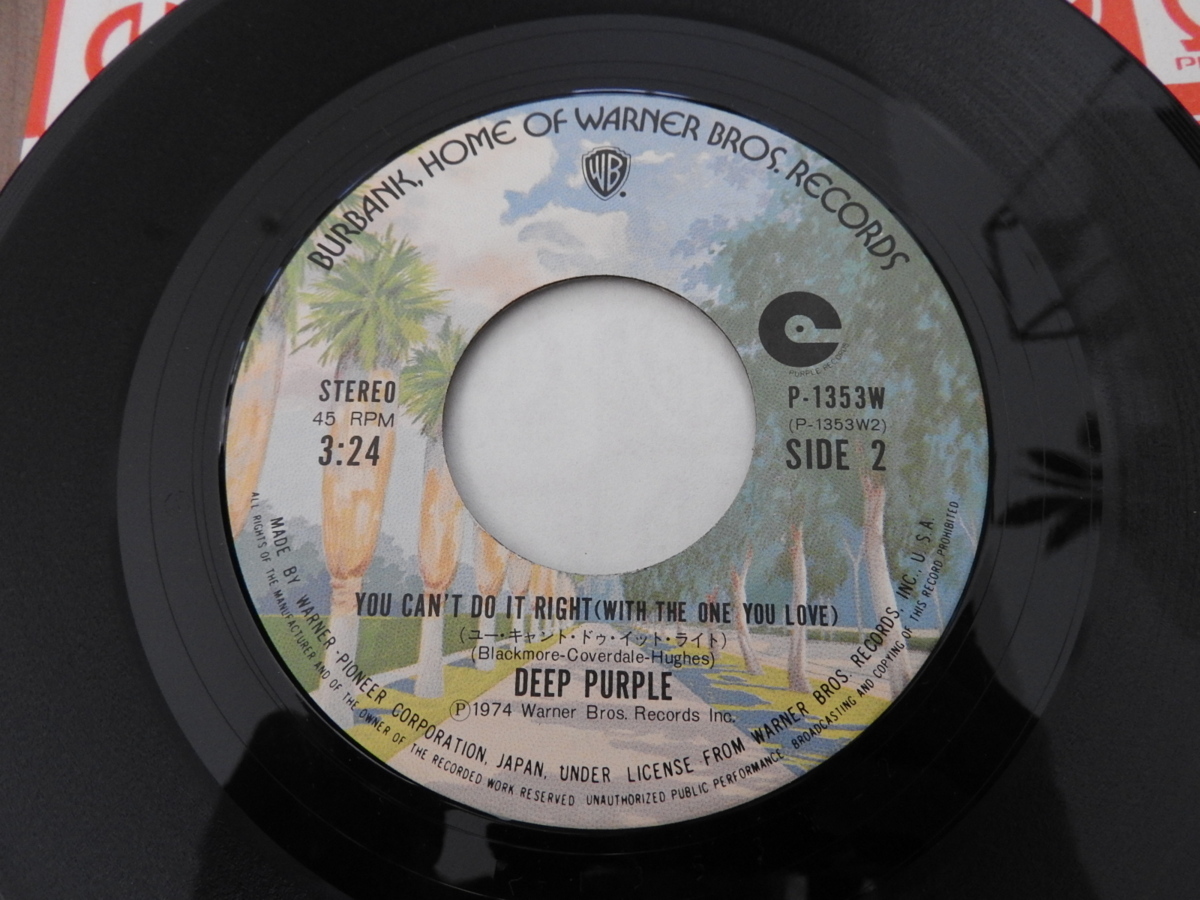 BURBANK, HOME OF WARNER BROS. RECORDS
WB
PURPLE RECORDS
STEREO
45 RPM
3:24
P-1353W
(P-1353W2)
SIDE 2
YOU CAN'T DO IT RIGHT(WITH THE ONE YOU LOVE)
(ユー・キャント・ドゥ・イット・ライト)
(Blackmore-Coverdale-Hughes)
DEEP PURPLE
Ⓟ1974 Warner Bros. Records Inc.
MADE BY WARNER-PIONEER CORPORATION, JAPAN, UNDER LICENSE FROM WARNER BROS. RECORDS, INC., U.S.A.
ALL RIGHTS OF THE MANUFACTURER AND OF THE OWNER OF THE RECORDED WORK RESERVED UNAUTHORIZED PUBLIC PERFORMANCE BROADCASTING AND COPYING OF THIS RECORD PROHIBITED